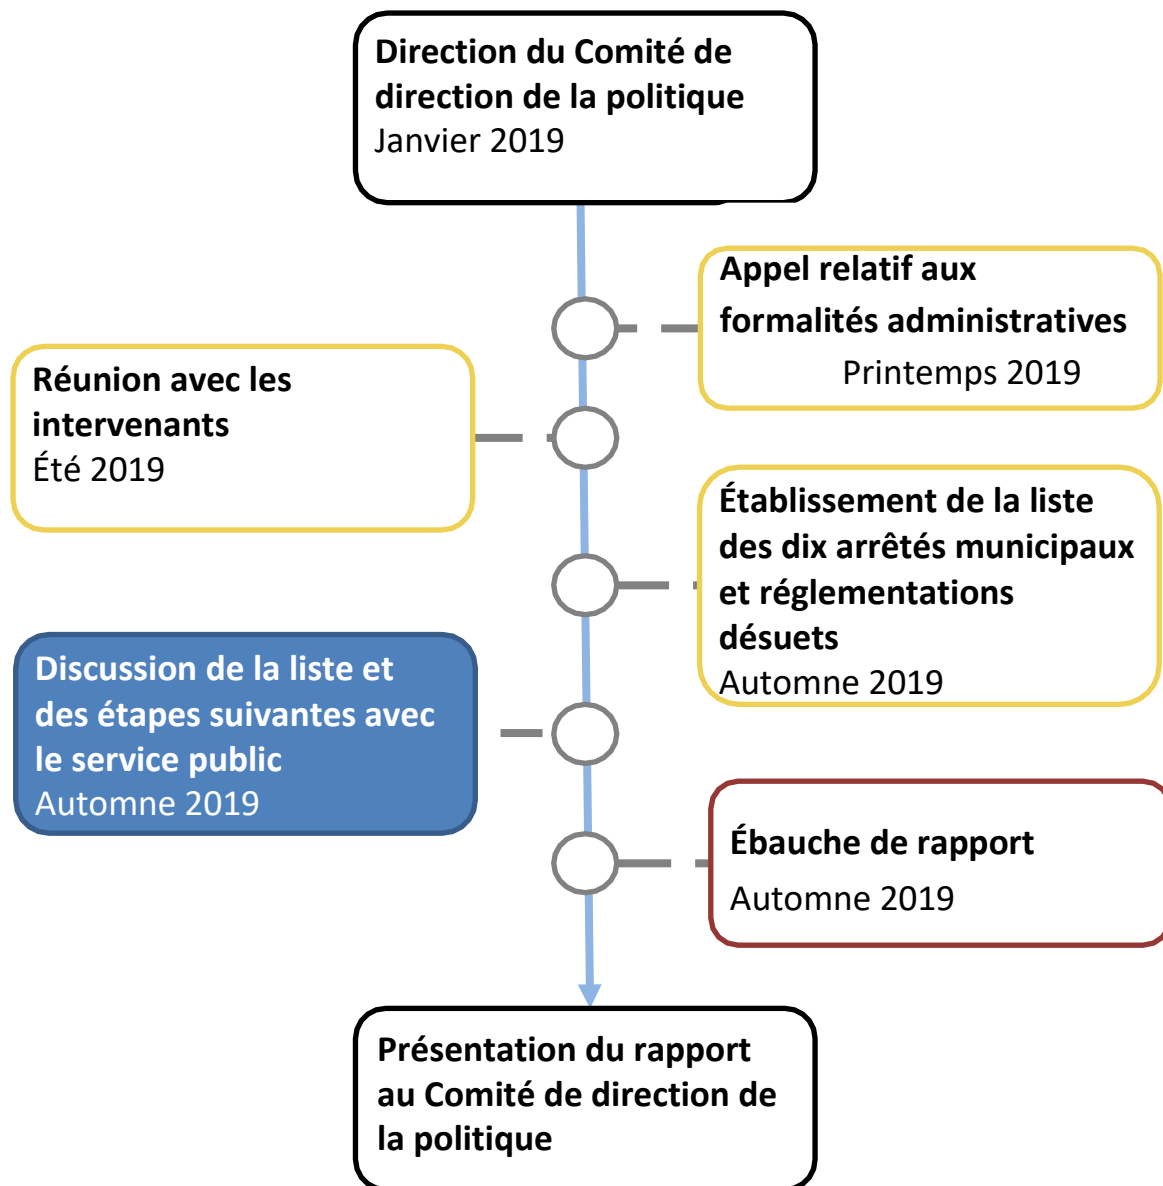 Direction du Comité de
direction de la politique
Janvier 2019
Appel relatif aux
formalités administratives
Printemps 2019
Réunion avec les
intervenants
Été 2019
Établissement de la liste
des dix arrêtés municipaux
et réglementations
désuets
Automne 2019
Discussion de la liste et
des étapes suivantes avec
le service public
Automne 2019
Ébauche de rapport
Automne 2019
Présentation du rapport
au Comité de direction de
la politique